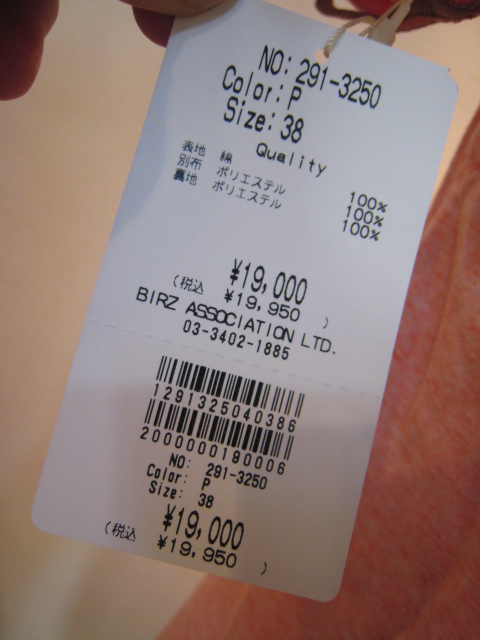 NO: 291-3250
Color: P
Size: 38
Quality
表地 綿 100%
別布 ポリエステル 100%
裏地 ポリエステル 100%
¥19,000
(税込 ¥19,950 )
BIRZ ASSOCIATION LTD.
03-3402-1885
1291325040386
2000000190006
NO: 291-3250
Color: P
Size: 38
¥19,000
(税込 ¥19,950 )